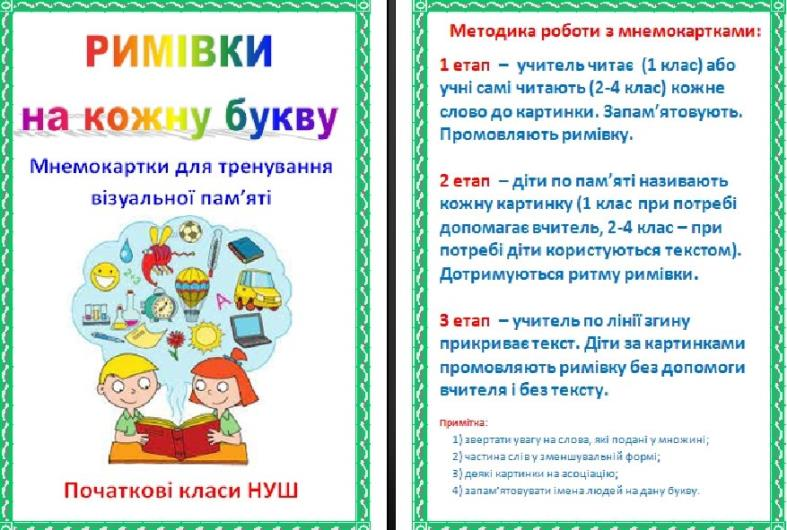 РИМІВКИ
на кожну букву
Мнемокартки для тренування
візуальної пам’яті
Початкові класи НУШ
Методика роботи з мнемокартками:
1 етап – учитель читає (1 клас) або
учні самі читають (2-4 клас) кожне
слово до картинки. Запам’ятовують.
Промовляють римівку.
2 етап – діти по пам’яті називають
кожну картинку (1 клас при потребі
допомагає вчитель, 2-4 клас – при
потребі діти користуються текстом).
Дотримуються ритму римівки.
3 етап – учитель по лінії згину
прикриває текст. Діти за картинками
промовляють римівку без допомоги
вчителя і без тексту.
Примітка:
1) звертати увагу на слова, які подані у множині;
2) частина слів у зменшувальній формі;
3) деякі картинки на асоціацію;
4) запам’ятовувати імена людей на дану букву.